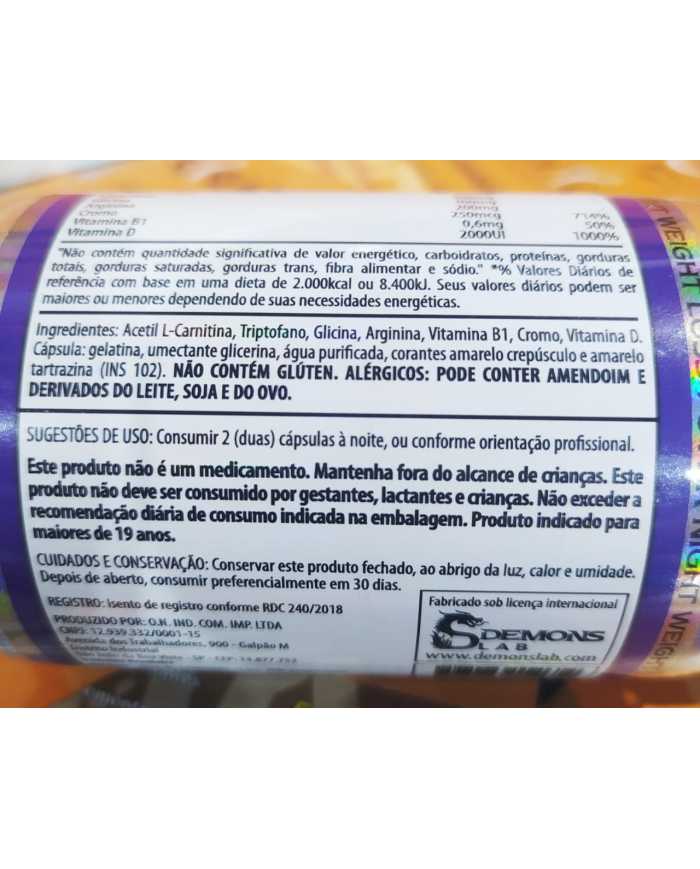 Arginina 200mg
Cromo 250mcg 714%
Vitamina B1 0,6mg 50%
Vitamina D 2000UI 1000%
"Não contém quantidade significativa de valor energético, carboidratos, proteínas, gorduras
totais, gorduras saturadas, gorduras trans, fibra alimentar e sódio." *% Valores Diários de
referência com base em uma dieta de 2.000kcal ou 8.400kJ. Seus valores diários podem ser
maiores ou menores dependendo de suas necessidades energéticas.
Ingredientes: Acetil L-Carnitina, Triptofano, Glicina, Arginina, Vitamina B1, Cromo, Vitamina D.
Cápsula: gelatina, umectante glicerina, água purificada, corantes amarelo crepúsculo e amarelo
tartrazina (INS 102). NÃO CONTÉM GLÚTEN. ALÉRGICOS: PODE CONTER AMENDOIM E
DERIVADOS DO LEITE, SOJA E DO OVO.
SUGESTÕES DE USO: Consumir 2 (duas) cápsulas à noite, ou conforme orientação profissional.
Este produto não é um medicamento. Mantenha fora do alcance de crianças. Este
produto não deve ser consumido por gestantes, lactantes e crianças. Não exceder a
recomendação diária de consumo indicada na embalagem. Produto indicado para
maiores de 19 anos.
CUIDADOS E CONSERVAÇÃO: Conservar este produto fechado, ao abrigo da luz, calor e umidade.
Depois de aberto, consumir preferencialmente em 30 dias.
REGISTRO: Isento de registro conforme RDC 240/2018
PRODUZIDO POR: O.N. IND. COM. IMP. LTDA
CNPJ: 12.939.332/0001-15
Avenida dos Trabalhadores, 900 - Galpão M
Distrito Industrial
Fabricado sob licença internacional
DEMONS
LAB
www.demonslab.com
NIGHT WEIGHT